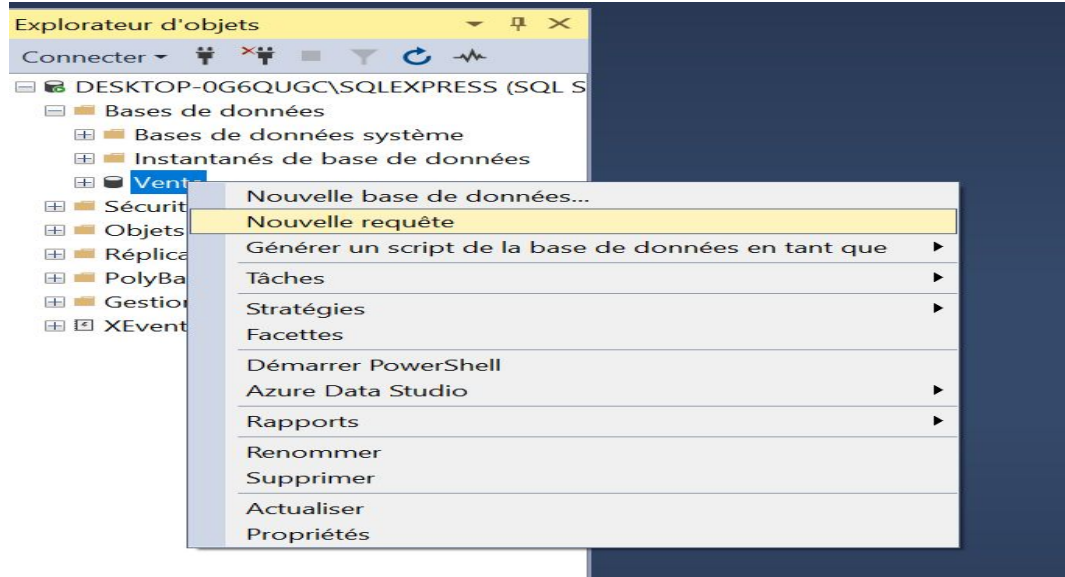 Explorateur d'objets
Connecter
DESKTOP-0G6QUGC\SQLEXPRESS (SQL S
Bases de données
Bases de données système
Instantanés de base de données
Vente
Sécurit
Objets
Réplica
PolyBa
Gestion
XEvent
Nouvelle base de données...
Nouvelle requête
Générer un script de la base de données en tant que
Tâches
Stratégies
Facettes
Démarrer PowerShell
Azure Data Studio
Rapports
Renommer
Supprimer
Actualiser
Propriétés